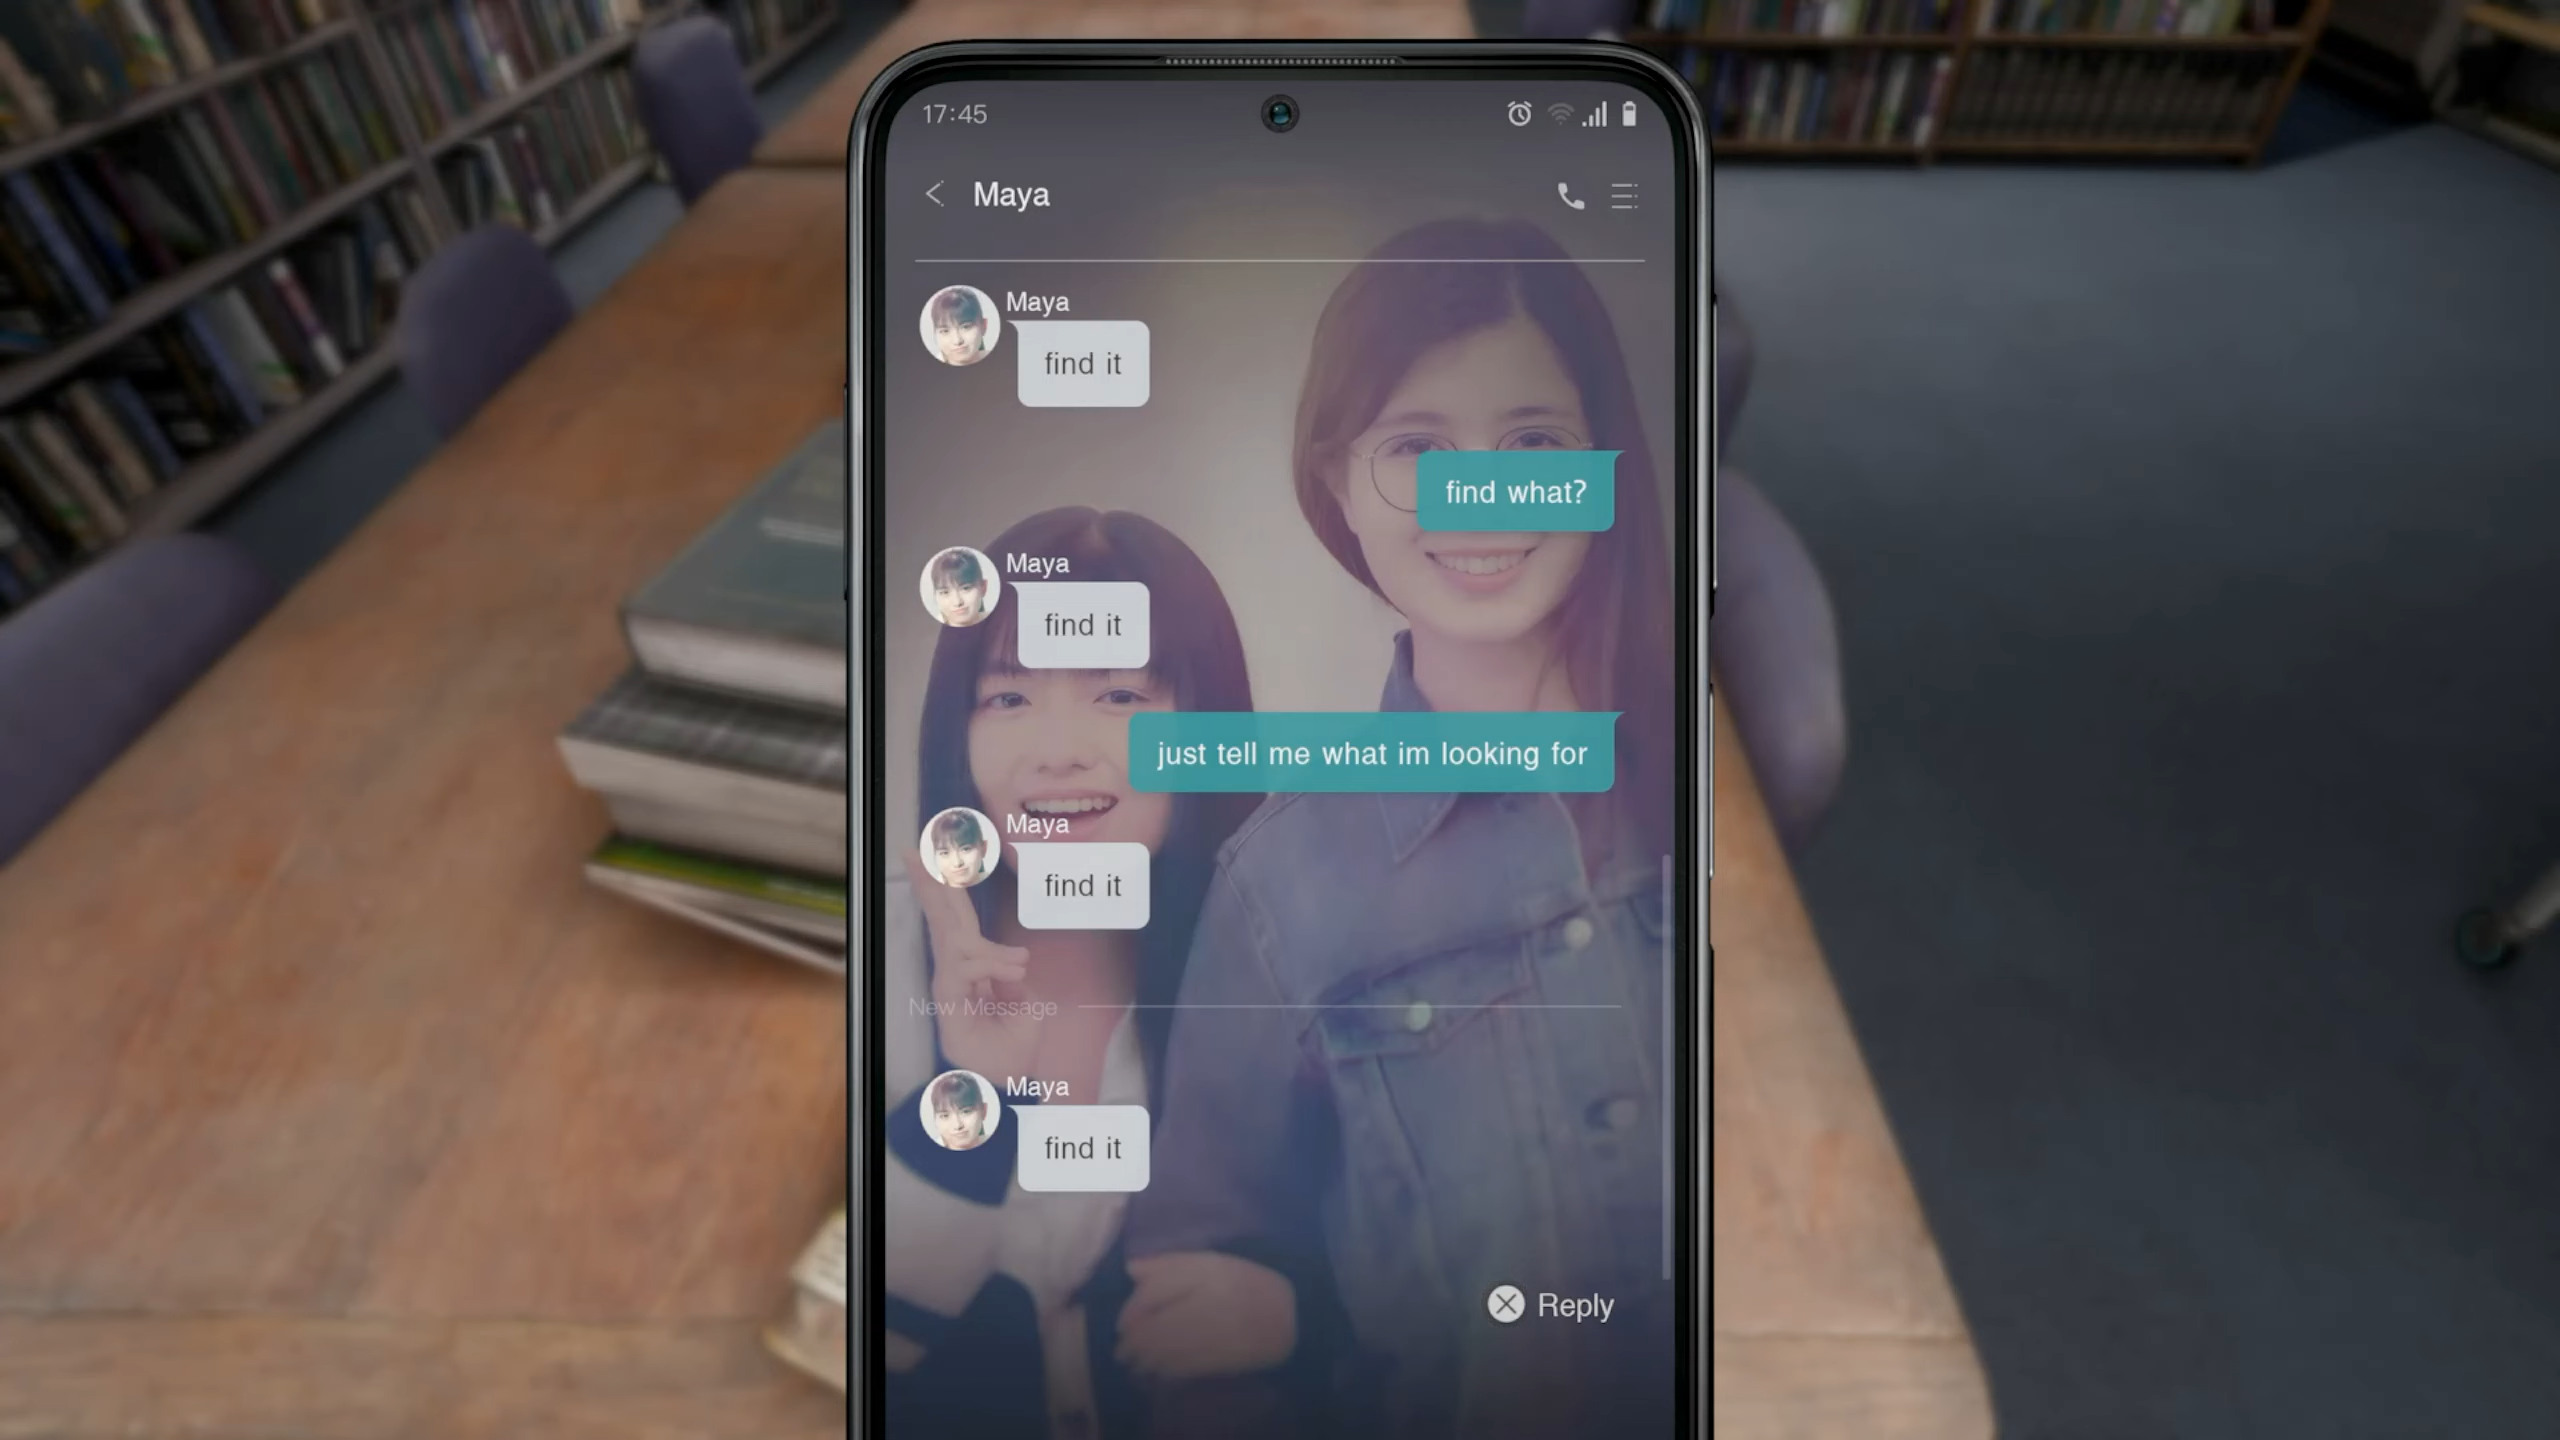 17:45
Maya
Maya
find it
find what?
Maya
find it
just tell me what im looking for
Maya
find it
New Message
Maya
find it
Reply